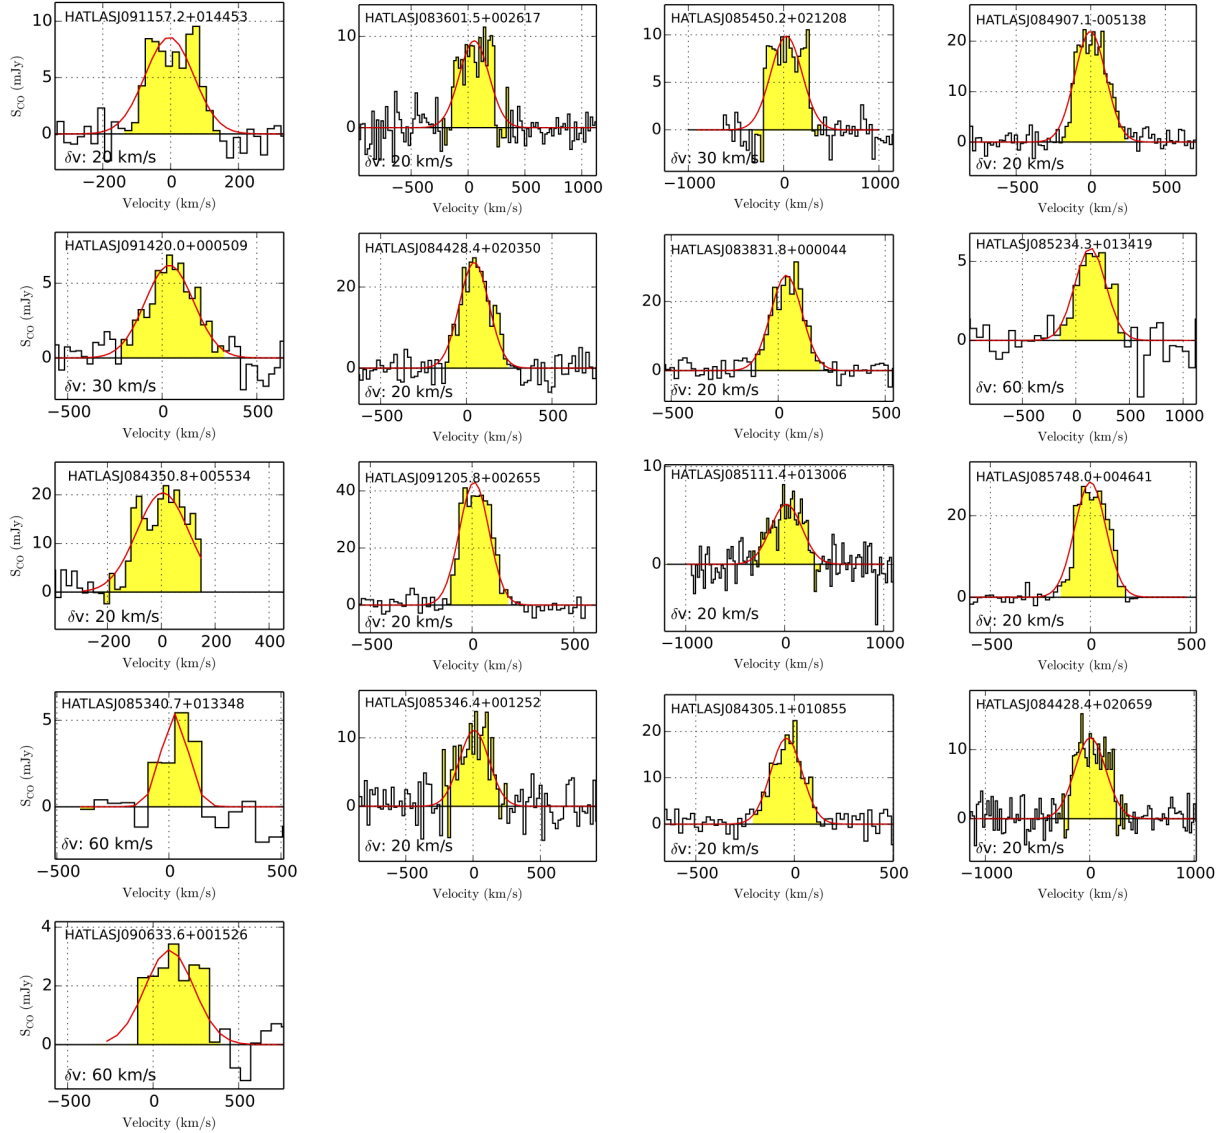 HATLASJ091157.2+014453
10
5
0
S_CO (mJy)
δv: 20 km/s
−200 0 200
Velocity (km/s)
HATLASJ083601.5+002617
10
0
δv: 20 km/s
−500 0 500 1000
Velocity (km/s)
HATLASJ085450.2+021208
10
5
0
δv: 30 km/s
−1000 0 1000
Velocity (km/s)
HATLASJ084907.1-005138
20
10
0
δv: 20 km/s
−500 0 500
Velocity (km/s)
HATLASJ091420.0+000509
5
0
S_CO (mJy)
δv: 30 km/s
−500 0 500
Velocity (km/s)
HATLASJ084428.4+020350
20
0
δv: 20 km/s
−500 0 500
Velocity (km/s)
HATLASJ083831.8+000044
20
0
δv: 20 km/s
−500 0 500
Velocity (km/s)
HATLASJ085234.3+013419
5
0
δv: 60 km/s
−500 0 500 1000
Velocity (km/s)
HATLASJ084350.8+005534
20
10
0
S_CO (mJy)
δv: 20 km/s
−200 0 200 400
Velocity (km/s)
HATLASJ091205.8+002655
40
20
0
δv: 20 km/s
−500 0 500
Velocity (km/s)
HATLASJ085111.4+013006
10
5
0
δv: 20 km/s
−1000 0 1000
Velocity (km/s)
HATLASJ085748.0+004641
20
0
δv: 20 km/s
−500 0 500
Velocity (km/s)
HATLASJ085340.7+013348
5
0
S_CO (mJy)
δv: 60 km/s
−500 0 500
Velocity (km/s)
HATLASJ085346.4+001252
10
0
δv: 20 km/s
−500 0 500
Velocity (km/s)
HATLASJ084305.1+010855
20
10
0
δv: 20 km/s
−500 0 500
Velocity (km/s)
HATLASJ084428.4+020659
10
0
δv: 20 km/s
−1000 0 1000
Velocity (km/s)
HATLASJ090633.6+001526
4
2
0
S_CO (mJy)
δv: 60 km/s
−500 0 500
Velocity (km/s)